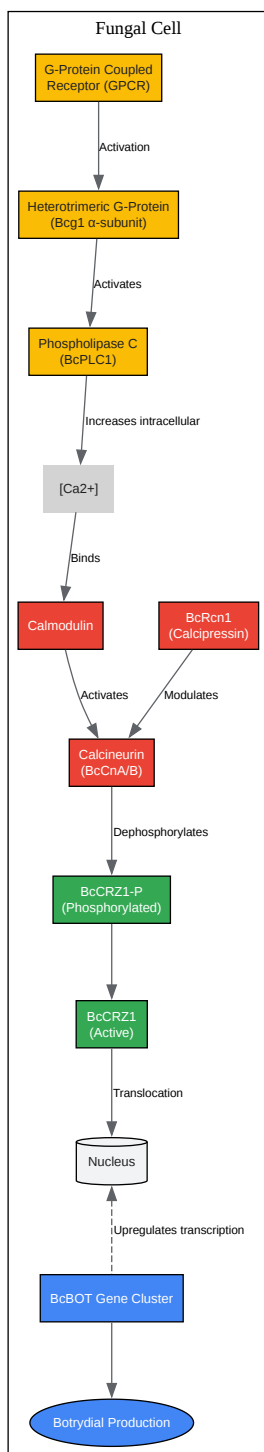 Fungal Cell
G-Protein Coupled
Receptor (GPCR)
Activation
Heterotrimeric G-Protein
(Bcg1 α-subunit)
Activates
Phospholipase C
(BcPLC1)
Increases intracellular
[Ca2+]
Binds
Calmodulin
BcRcn1
(Calcipressin)
Activates
Modulates
Calcineurin
(BcCnA/B)
Dephosphorylates
BcCRZ1-P
(Phosphorylated)
BcCRZ1
(Active)
Translocation
Nucleus
Upregulates transcription
BcBOT Gene Cluster
Botrydial Production